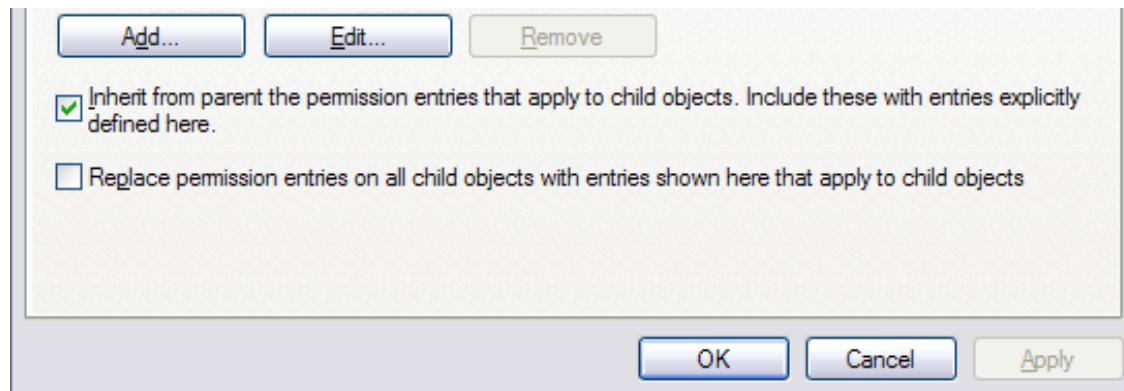 Add... Edit... Remove
Inherit from parent the permission entries that apply to child objects. Include these with entries explicitly
defined here.
Replace permission entries on all child objects with entries shown here that apply to child objects
OK Cancel Apply